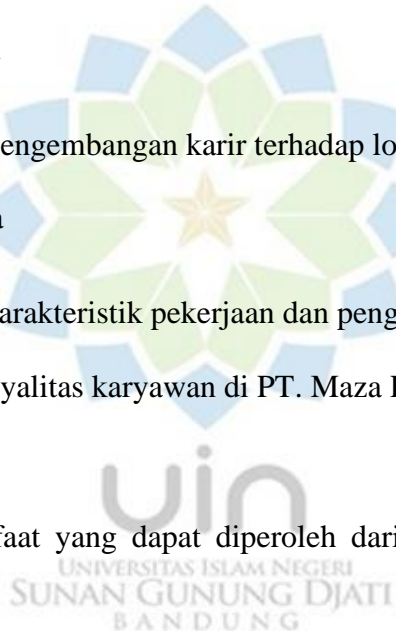 engembangan karir terhadap lo
a
arakteristik pekerjaan dan peng
yalitas karyawan di PT. Maza
uin
faat yang dapat diperoleh dari
UNIVERSITAS ISLAM NEGERI
SUNAN GUNUNG DJATI
BANDUNG